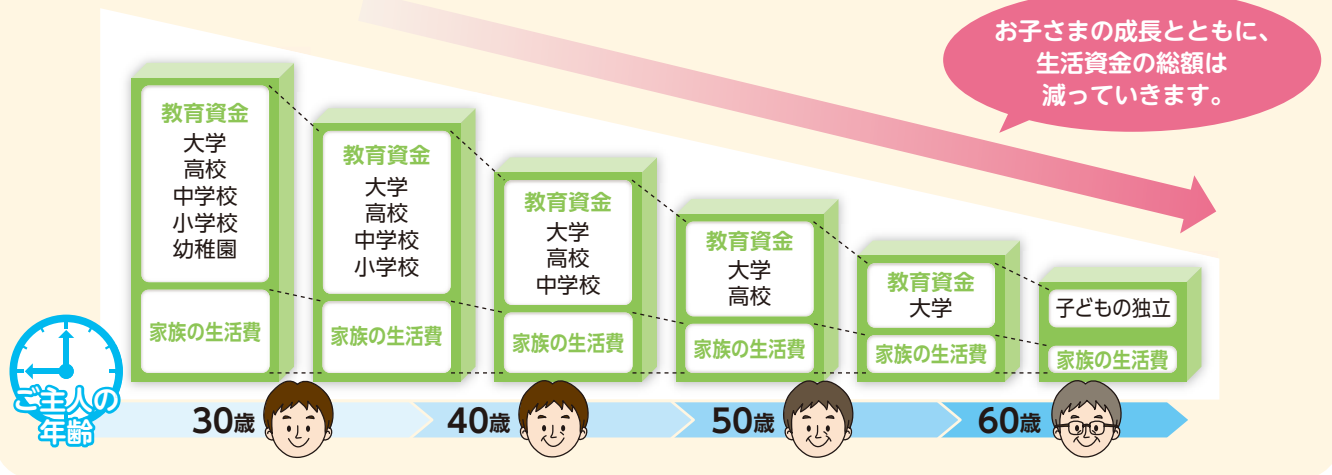 お子さまの成長とともに、
生活資金の総額は
減っていきます。
教育資金
大学
高校
中学校
小学校
幼稚園
家族の生活費
教育資金
大学
高校
中学校
小学校
家族の生活費
教育資金
大学
高校
中学校
家族の生活費
教育資金
大学
高校
家族の生活費
教育資金
大学
家族の生活費
子どもの独立
家族の生活費
ご主人の
年齢
30歳
40歳
50歳
60歳